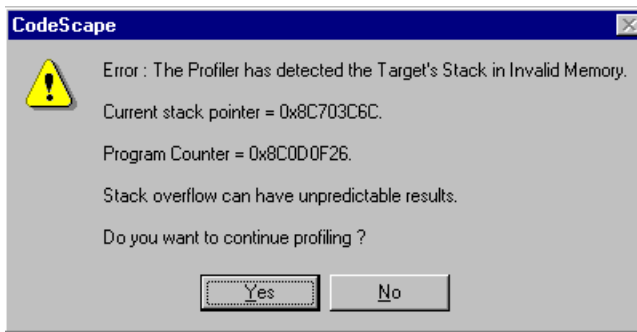 CodeScape
Error : The Profiler has detected the Target's Stack in Invalid Memory.
Current stack pointer = 0x8C703C6C.
Program Counter = 0x8C0D0F26.
Stack overflow can have unpredictable results.
Do you want to continue profiling ?
Yes No